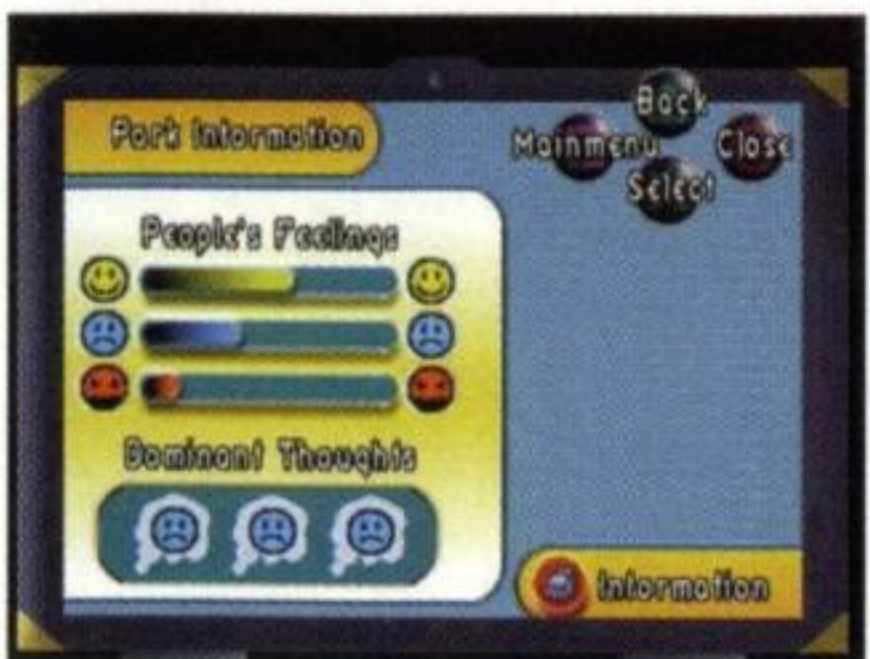 Park Information
Back
Mainmenu
Close
Select
People's Feelings
Dominant Thoughts
Information